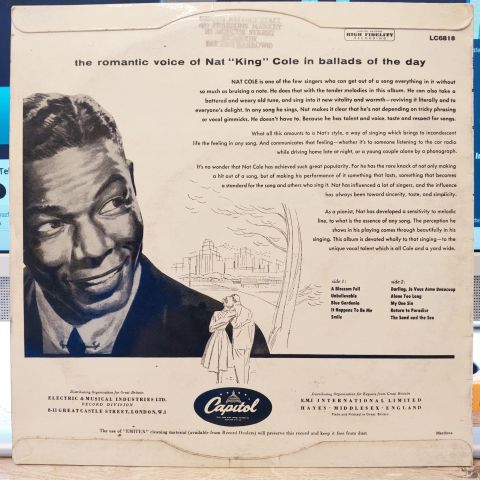 HIGH FIDELITY
RECORDING
LC6818
the romantic voice of Nat "King" Cole in ballads of the day
NAT COLE is one of the few singers who can get out of a song everything in it without
so much as bruising a note. He does that with the tender melodies in this album. He can also take a
battered and weary old tune, and sing into it new vitality and warmth—reviving it literally and to
everyone's delight. In any song he sings, Nat makes it clear that he's not depending on tricky phrasing
or vocal gimmicks. He doesn't have to. Because he has talent and voice, taste and respect for songs.
What all this amounts to is Nat's style, a way of singing which brings to incandescent
life the feeling in any song. And communicates that feeling—whether it's to someone listening to the car radio
while driving home late at night, or a young couple alone by a phonograph.
It's no wonder that Nat Cole has achieved such great popularity. For he has the rare knack of not only making
a hit out of a song, but of making his performance of it something that lasts, something that becomes
a standard for the song and others who sing it. Nat has influenced a lot of singers, and the influence
has always been toward sincerity, taste, and simplicity.
As a pianist, Nat has developed a sensitivity to melodic
line, to what is the essence of any song. The perception he
shows in his playing comes through beautifully in his
singing. This album is devoted wholly to that singing—to the
unique vocal talent which is all Cole and a yard wide.
side 1:
A Blossom Fell
Unbelievable
Blue Gardenia
It Happens To Be Me
Smile
side 2:
Darling, Je Vous Aime Beaucoup
Alone Too Long
My One Sin
Return to Paradise
The Sand and the Sea
Distributing Organisation for Great Britain
ELECTRIC & MUSICAL INDUSTRIES LTD.
RECORD DIVISION
8-11 GREAT CASTLE STREET, LONDON, W.1
Capitol
Distributing Organisation for Exports from Great Britain
EMI INTERNATIONAL LIMITED
HAYES · MIDDLESEX · ENGLAND
Made and Printed in Great Britain
The use of "EMITEX" cleaning material (available from Record Dealers) will preserve this record and keep it free from dust